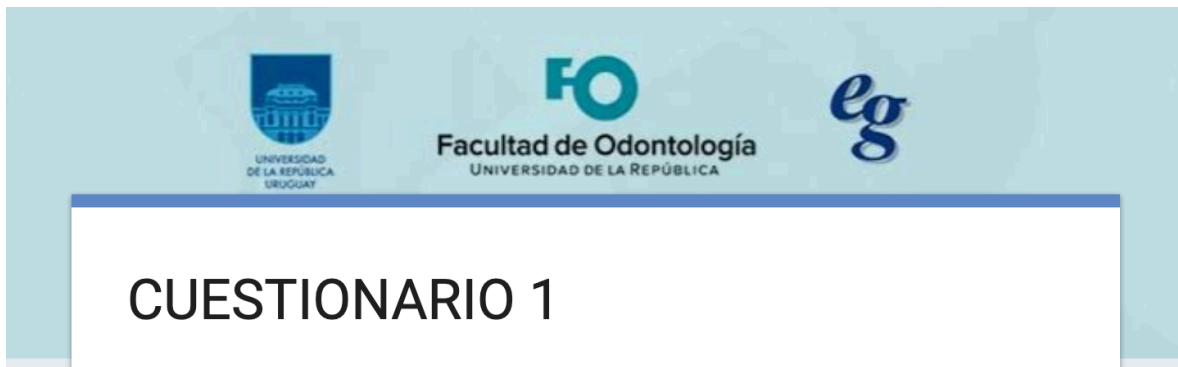 UNIVERSIDAD
DE LA REPÚBLICA
URUGUAY
FO
Facultad de Odontología
UNIVERSIDAD DE LA REPÚBLICA
eg
CUESTIONARIO 1